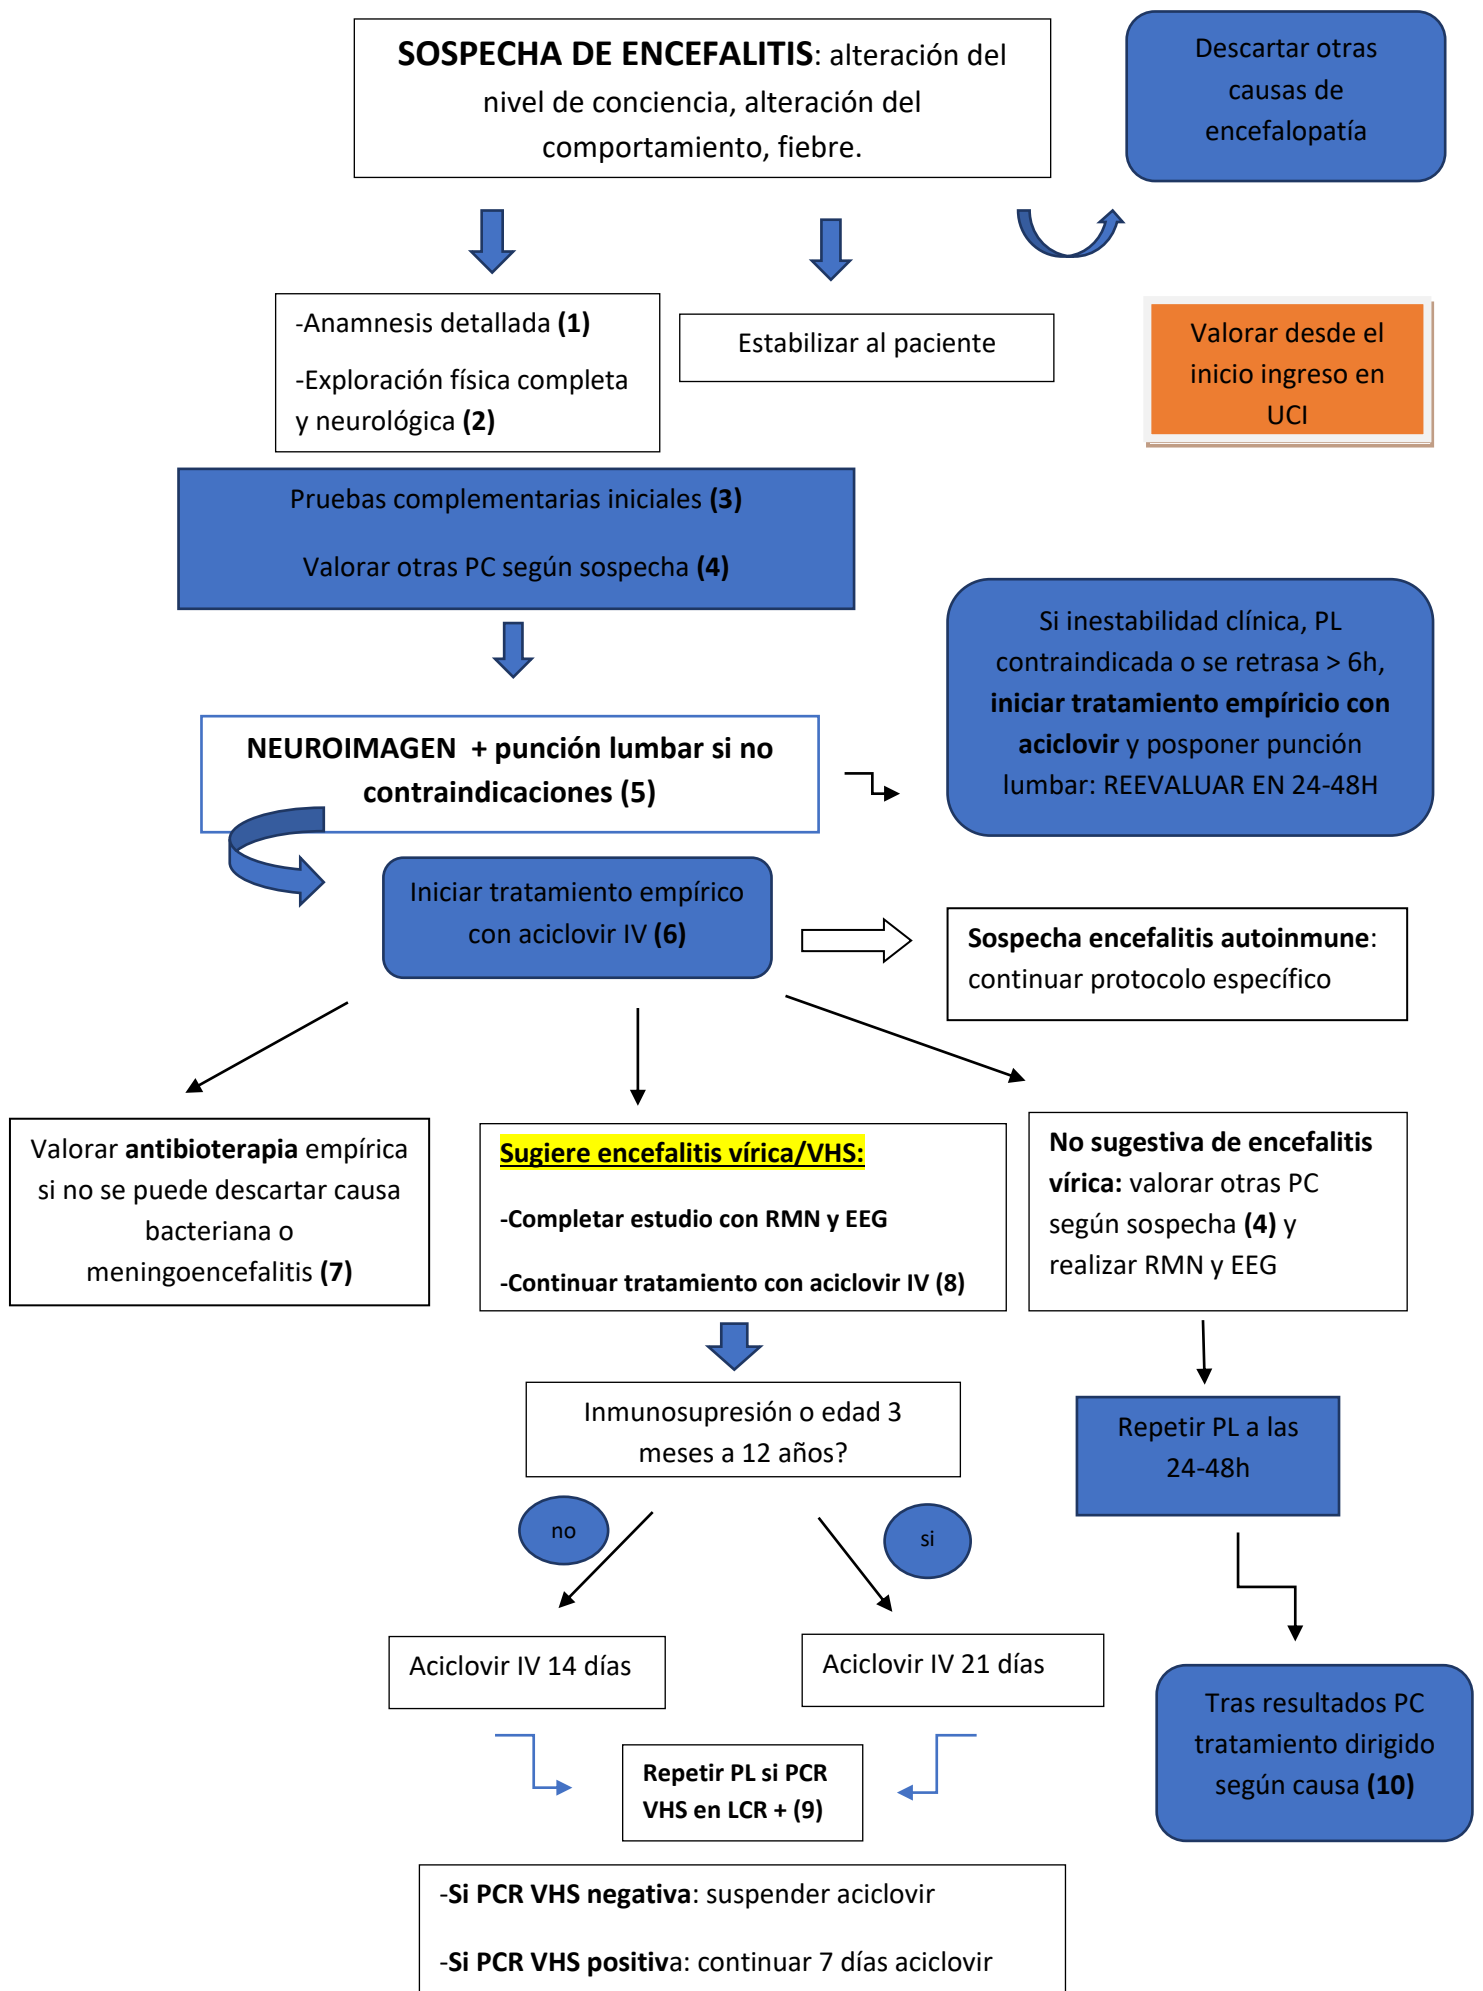 SOSPECHA DE ENCEFALITIS: alteración del
nivel de conciencia, alteración del
comportamiento, fiebre.
Descartar otras
causas de
encefalopatía
-Anamnesis detallada (1)
-Exploración física completa
y neurológica (2)
Estabilizar al paciente
Valorar desde el
inicio ingreso en
UCI
Pruebas complementarias iniciales (3)
Valorar otras PC según sospecha (4)
Si inestabilidad clínica, PL
contraindicada o se retrasa > 6h,
iniciar tratamiento empíricio con
aciclovir y posponer punción
lumbar: REEVALUAR EN 24-48H
NEUROIMAGEN + punción lumbar si no
contraindicaciones (5)
Iniciar tratamiento empírico
con aciclovir IV (6)
Sospecha encefalitis autoinmune:
continuar protocolo específico
Valorar antibioterapia empírica
si no se puede descartar causa
bacteriana o
meningoencefalitis (7)
Sugiere encefalitis vírica/VHS:
-Completar estudio con RMN y EEG
-Continuar tratamiento con aciclovir IV (8)
No sugestiva de encefalitis
vírica: valorar otras PC
según sospecha (4) y
realizar RMN y EEG
Inmunosupresión o edad 3
meses a 12 años?
Repetir PL a las
24-48h
no
si
Aciclovir IV 14 días
Aciclovir IV 21 días
Tras resultados PC
tratamiento dirigido
según causa (10)
Repetir PL si PCR
VHS en LCR + (9)
-Si PCR VHS negativa: suspender aciclovir
-Si PCR VHS positiva: continuar 7 días aciclovir